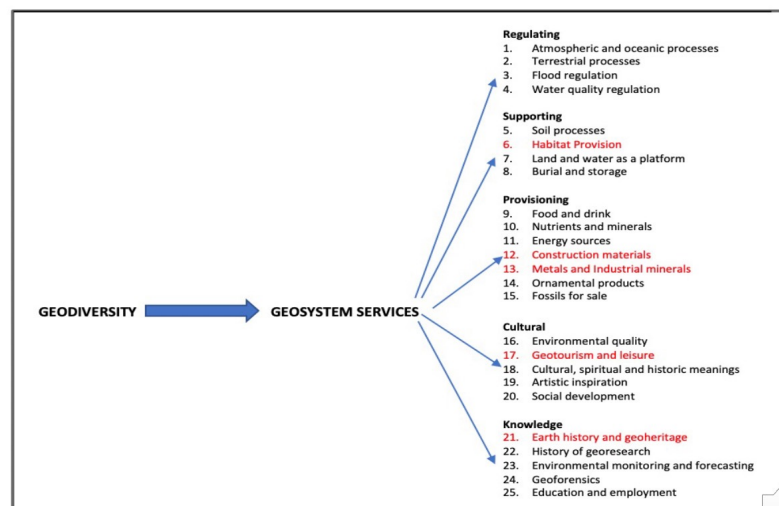 Regulating
1. Atmospheric and oceanic processes
2. Terrestrial processes
3. Flood regulation
4. Water quality regulation
Supporting
5. Soil processes
6. Habitat Provision
7. Land and water as a platform
8. Burial and storage
Provisioning
9. Food and drink
10. Nutrients and minerals
11. Energy sources
12. Construction materials
13. Metals and Industrial minerals
14. Ornamental products
15. Fossils for sale
GEODIVERSITY
GEOSYSTEM SERVICES
Cultural
16. Environmental quality
17. Geotourism and leisure
18. Cultural, spiritual and historic meanings
19. Artistic inspiration
20. Social development
Knowledge
21. Earth history and geoheritage
22. History of georesearch
23. Environmental monitoring and forecasting
24. Geoforensics
25. Education and employment